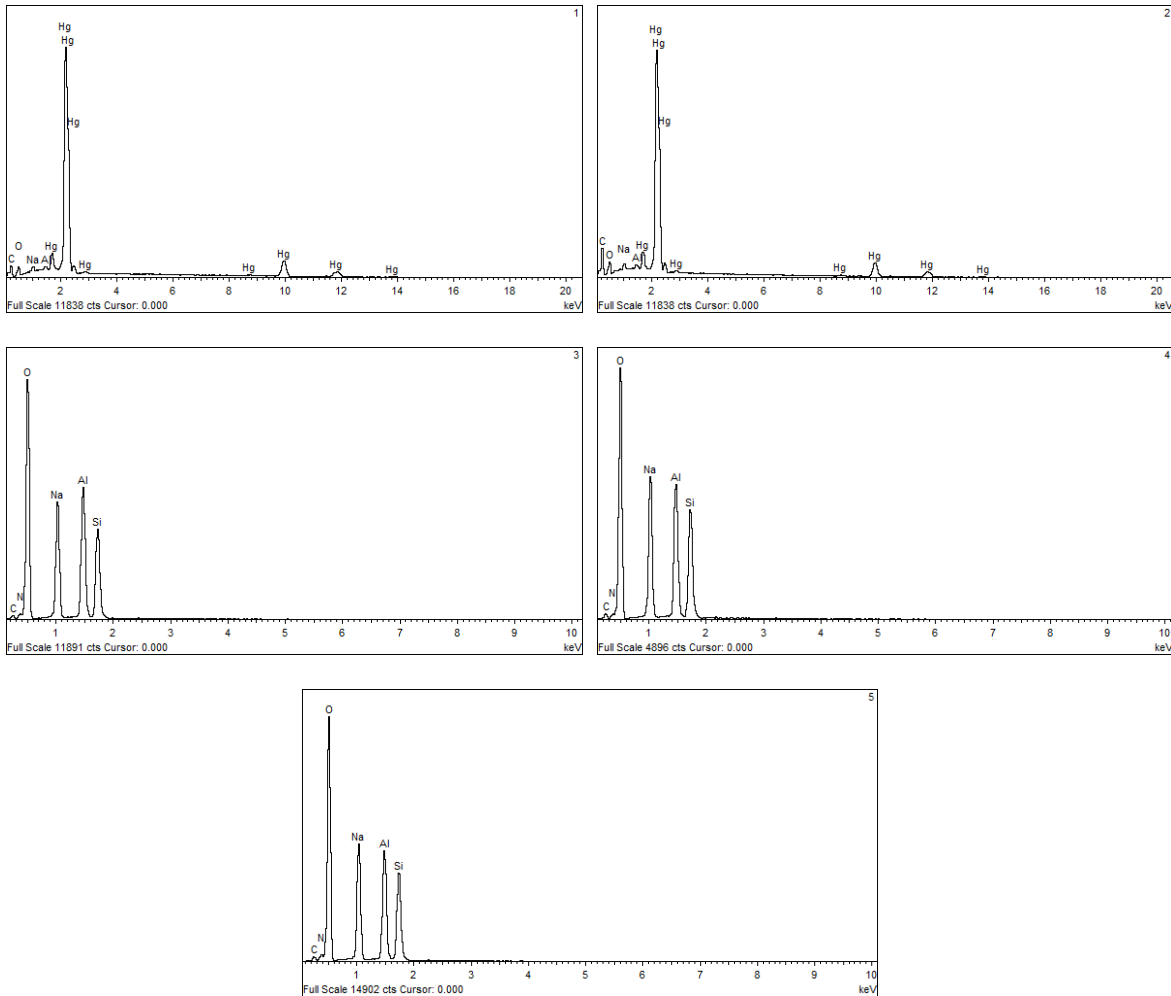 1
Hg
Hg
Hg
O
C
Na
A
Hg
Hg
Hg
Hg
Hg
Hg
2 4 6 8 10 12 14 16 18 20
Full Scale 11838 cts Cursor: 0.000 keV
2
Hg
Hg
Hg
C
O
Na
A
Hg
Hg
Hg
Hg
Hg
Hg
2 4 6 8 10 12 14 16 18 20
Full Scale 11838 cts Cursor: 0.000 keV
3
O
Na
Al
Si
N
C
1 2 3 4 5 6 7 8 9 10
Full Scale 11891 cts Cursor: 0.000 keV
4
O
Na
Al
Si
N
C
1 2 3 4 5 6 7 8 9 10
Full Scale 4896 cts Cursor: 0.000 keV
5
O
Na
Al
Si
N
C
1 2 3 4 5 6 7 8 9 10
Full Scale 14902 cts Cursor: 0.000 keV